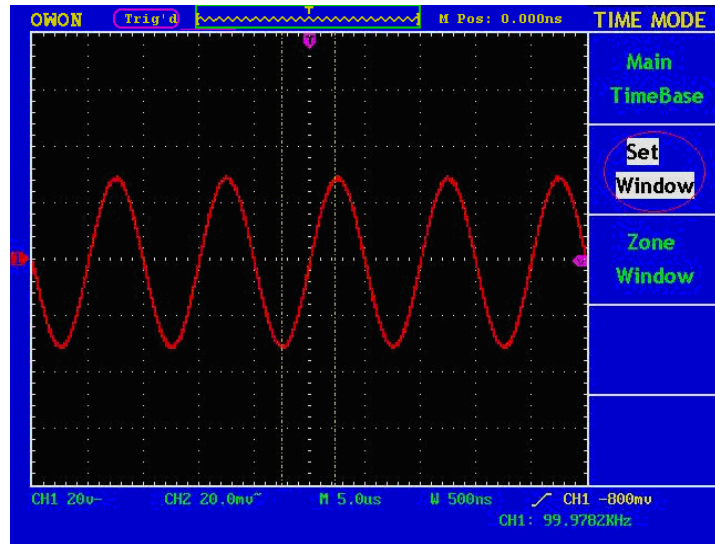 OWON Trig'd T M Pos: 0.000ns TIME MODE
T
Main
TimeBase
Set
Window
Zone
Window
1
CH1 20v- CH2 20.0mv~ M 5.0us W 500ns CH1 -800mv
CH1: 99.9782KHz